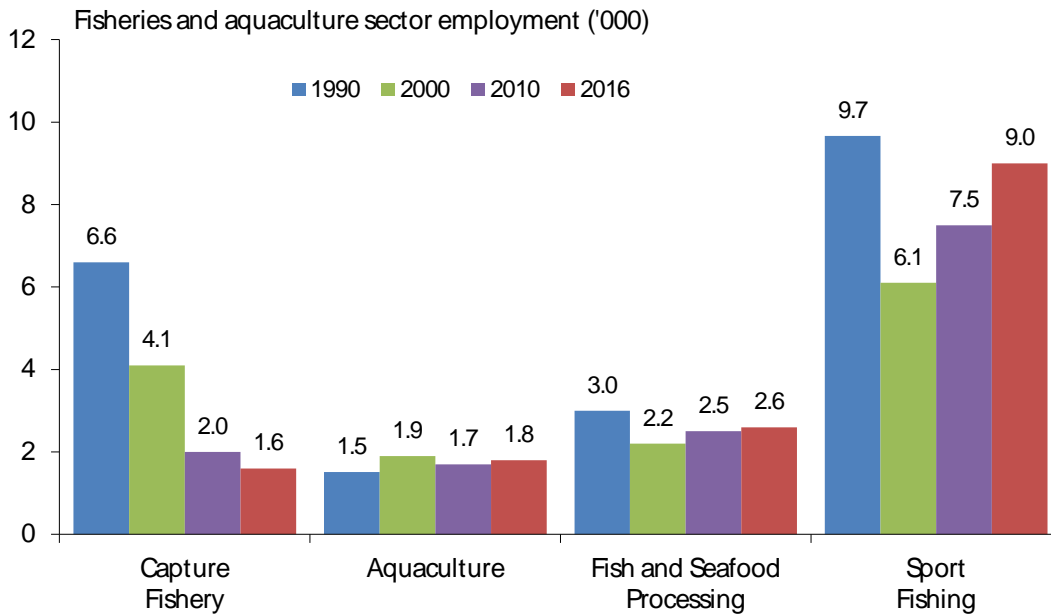 Fisheries and aquaculture sector employment ('000)
12
1990 2000 2010 2016
10
9.7
9.0
8
7.5
6.6
6.1
6
4.1
4
3.0
2.2 2.5 2.6
2.0
1.6
1.5 1.9 1.7 1.8
2
0
Capture Aquaculture Fish and Seafood Sport
Fishery Processing Fishing